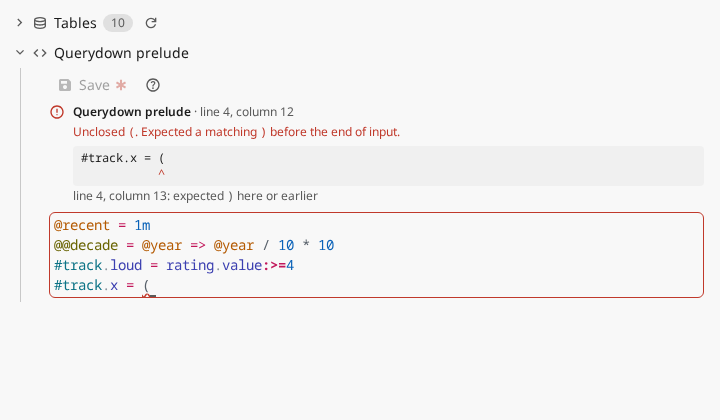 Tables 10
Querydown prelude
Save *
Querydown prelude · line 4, column 12
Unclosed (. Expected a matching ) before the end of input.
#track.x = (
^
line 4, column 13: expected ) here or earlier
@recent = 1m
@@decade = @year => @year / 10 * 10
#track.loud = rating.value:>=4
#track.x = (